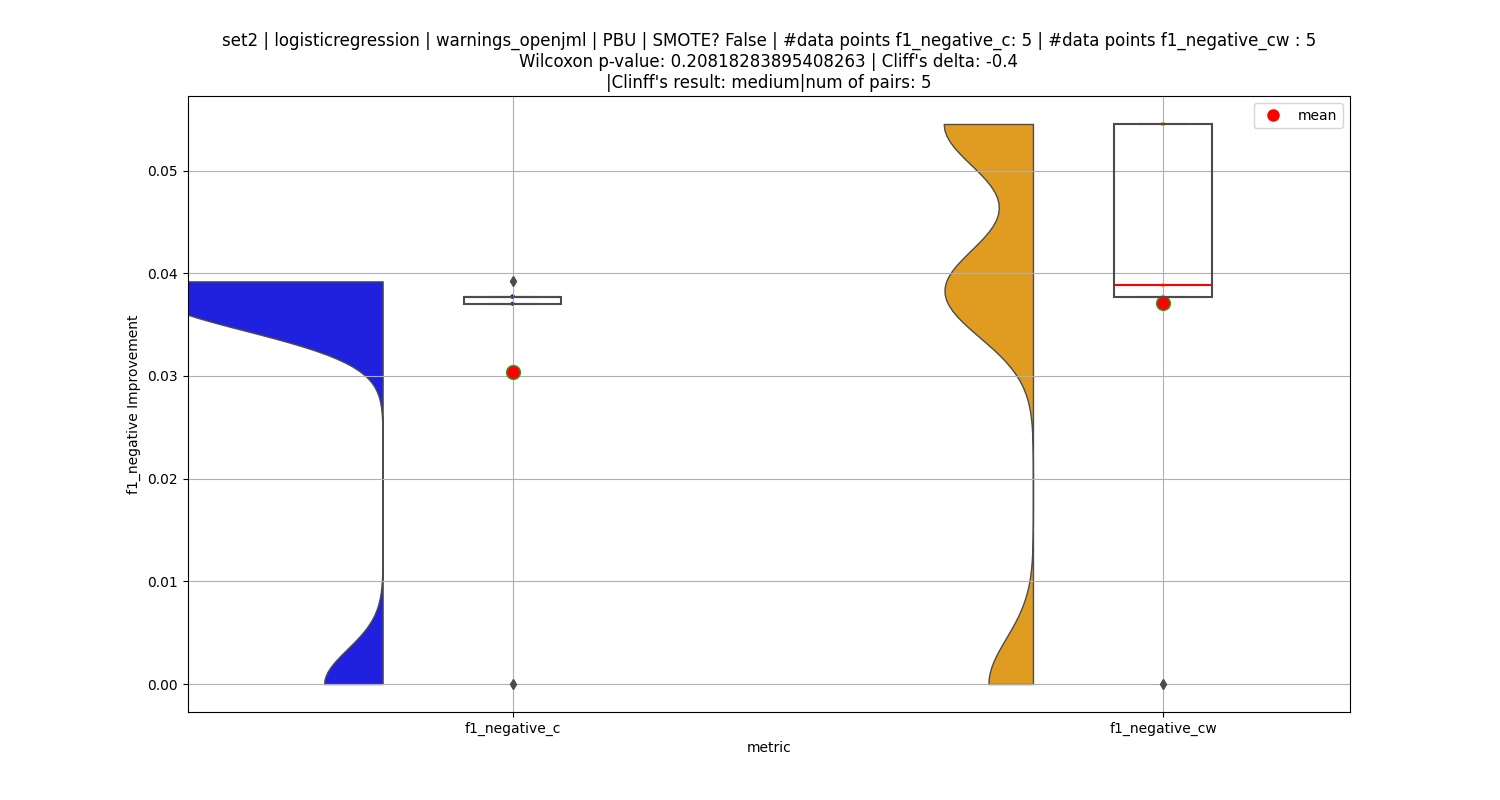 set2 | logisticregression | warnings_openjml | PBU | SMOTE? False | #data points f1_negative_c: 5 | #data points f1_negative_cw : 5
Wilcoxon p-value: 0.20818283895408263 | Cliff's delta: -0.4
|Clinff's result: medium|num of pairs: 5
mean
0.05
0.04
0.03
0.02
0.01
0.00
f1_negative Improvement
f1_negative_c
f1_negative_cw
metric